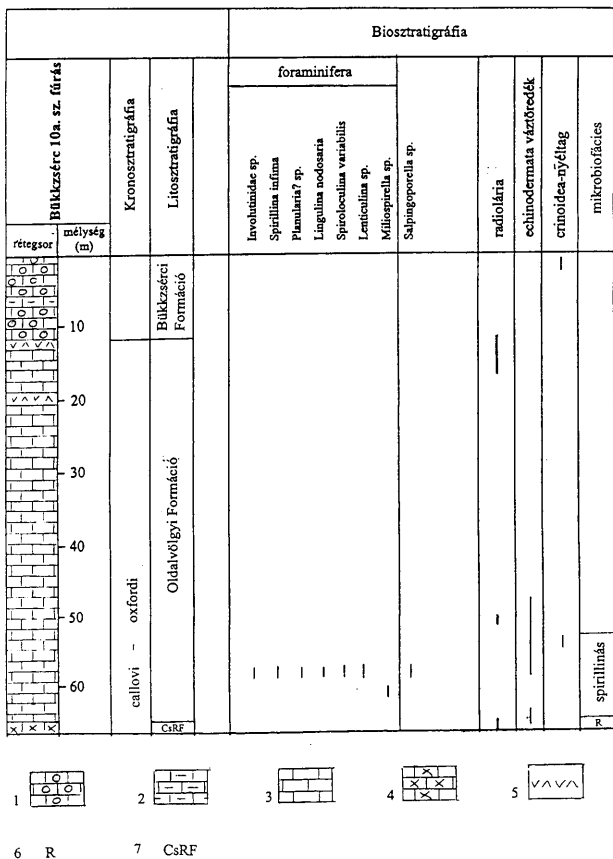 Biosztratigráfia
foraminifera
Bükkzsérc 10a. sz. fúrás
Kronosztratigráfia
Litosztratigráfia
Involutinidae sp.
Spirillina infima
Planularia? sp.
Lingulina nodosaria
Spiroloculina variabilis
Lenticulina sp.
Miliospirella sp.
Salpingoporella sp.
radiolária
echinodermata váztöredék
crinoidea-nyéltag
mikrobiofácies
rétegsor
mélység
(m)
Bükkzsérci
Formáció
10
20
30
40
50
60
callovi – oxfordi
Oldalvölgyi Formáció
spirillinás
CsRF
R
1
2
3
4
5
6 R
7 CsRF